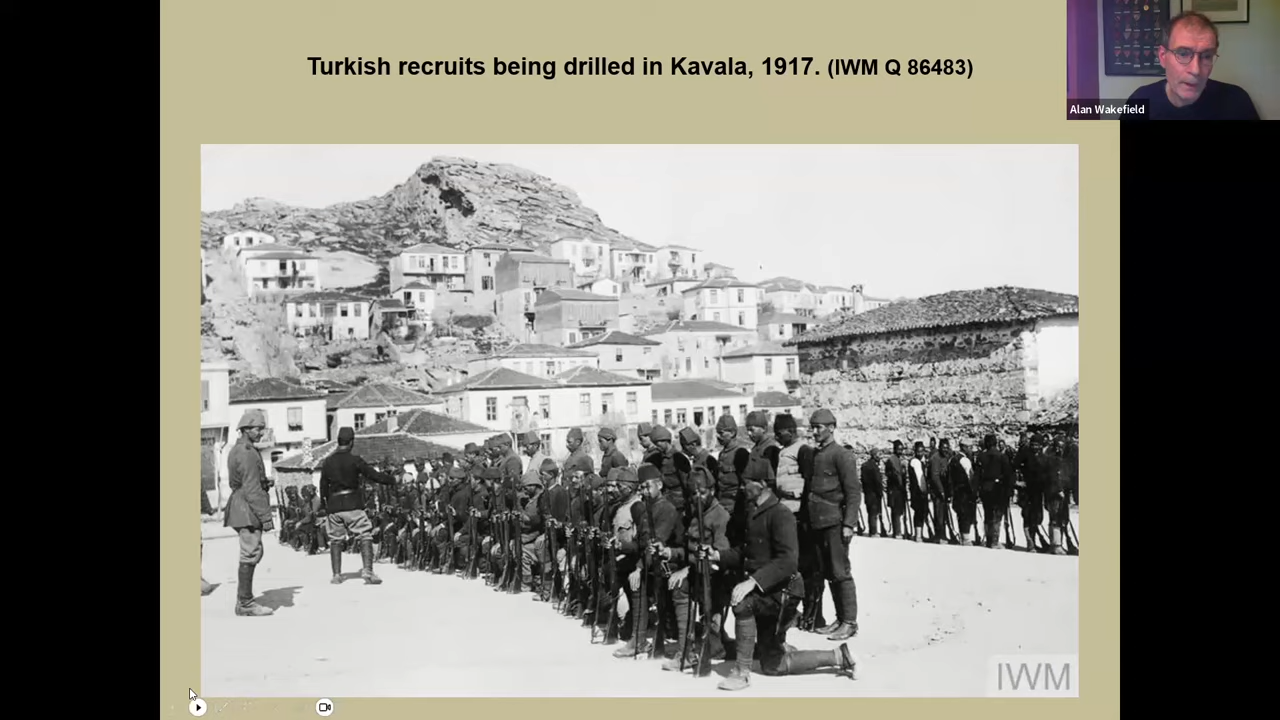 Turkish recruits being drilled in Kavala, 1917. (IWM Q 86483)
Alan Wakefield
IWM